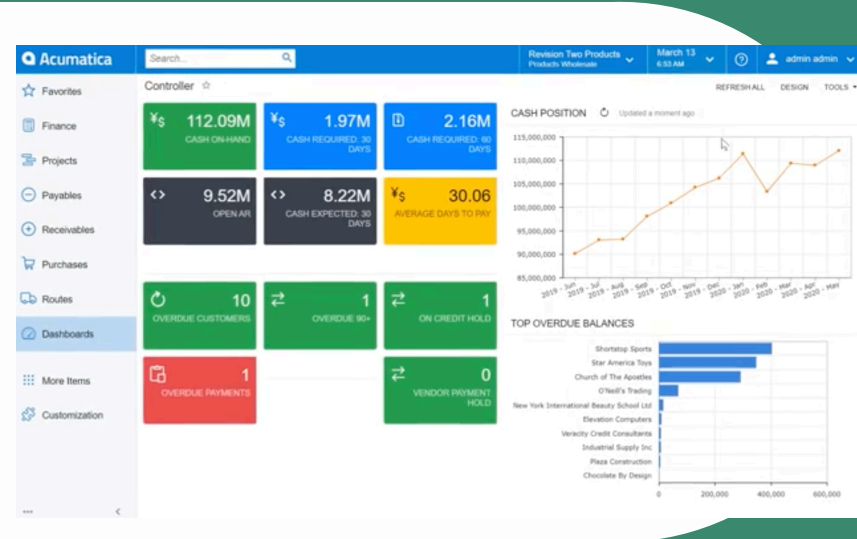 Acumatica
Search...
Revision Two Products
Products Wholesale
March 13
6:53 AM
admin admin
Favorites
Finance
Projects
Payables
Receivables
Purchases
Routes
Dashboards
More Items
Customization
Controller
REFRESH ALL DESIGN TOOLS
¥$ 112.09M
CASH ON-HAND
¥$ 1.97M
CASH REQUIRED: 30
DAYS
2.16M
CASH REQUIRED: 60
DAYS
<> 9.52M
OPEN AR
<> 8.22M
CASH EXPECTED: 30
DAYS
¥$ 30.06
AVERAGE DAYS TO PAY
10
OVERDUE CUSTOMERS
1
OVERDUE 90+
1
ON CREDIT HOLD
1
OVERDUE PAYMENTS
0
VENDOR PAYMENT
HOLD
CASH POSITION Updated a moment ago
115,000,000
110,000,000
105,000,000
100,000,000
95,000,000
90,000,000
85,000,000
2019 - Jun
2019 - Jul
2019 - Aug
2019 - Sep
2019 - Oct
2019 - Nov
2019 - Dec
2020 - Jan
2020 - Feb
2020 - Mar
2020 - Apr
2020 - May
TOP OVERDUE BALANCES
Shortstop Sports
Star America Toys
Church of The Apostles
O'Neill's Trading
New York International Beauty School Ltd
Elevation Computers
Veracity Credit Consultants
Industrial Supply Inc
Plaza Construction
Chocolate By Design
0 200,000 400,000 600,000